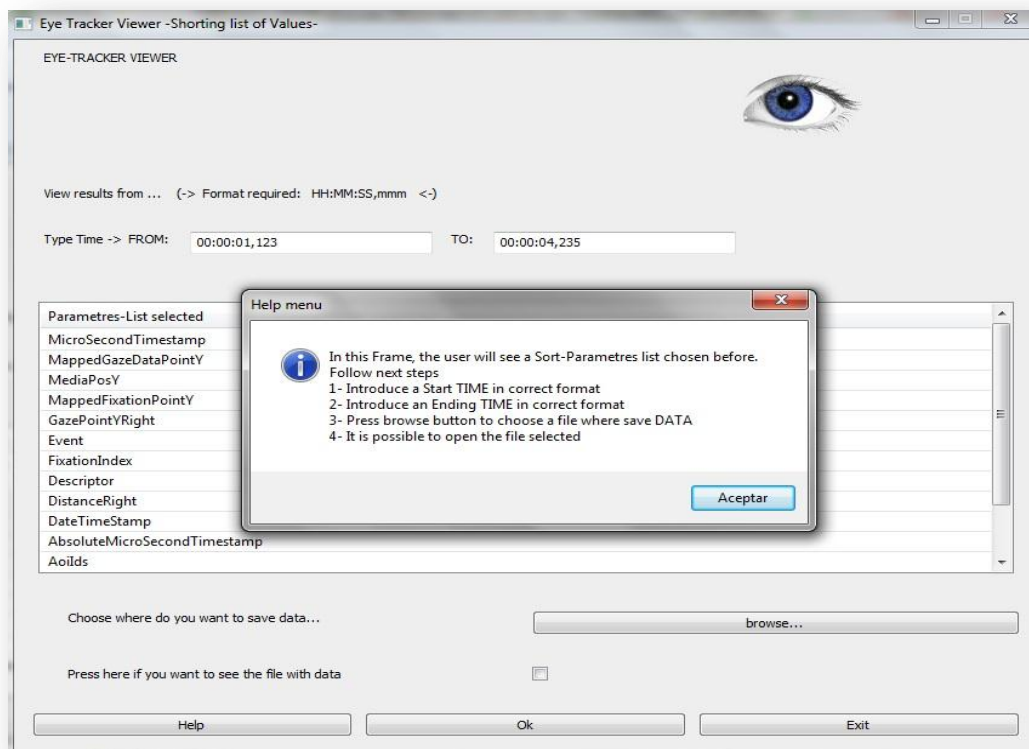 Eye Tracker Viewer -Shorting list of Values-
EYE-TRACKER VIEWER
View results from ... (-> Format required: HH:MM:SS,mmm <-)
Type Time -> FROM: 00:00:01,123 TO: 00:00:04,235
Help menu
In this Frame, the user will see a Sort-Parametres list chosen before.
Follow next steps
1- Introduce a Start TIME in correct format
2- Introduce an Ending TIME in correct format
3- Press browse button to choose a file where save DATA
4- It is possible to open the file selected
Aceptar
Parametres-List selected
MicroSecondTimestamp
MappedGazeDataPointY
MediaPosY
MappedFixationPointY
GazePointYRight
Event
FixationIndex
Descriptor
DistanceRight
DateTimeStamp
AbsoluteMicroSecondTimestamp
AoiIds
Choose where do you want to save data...
browse...
Press here if you want to see the file with data
Help
Ok
Exit